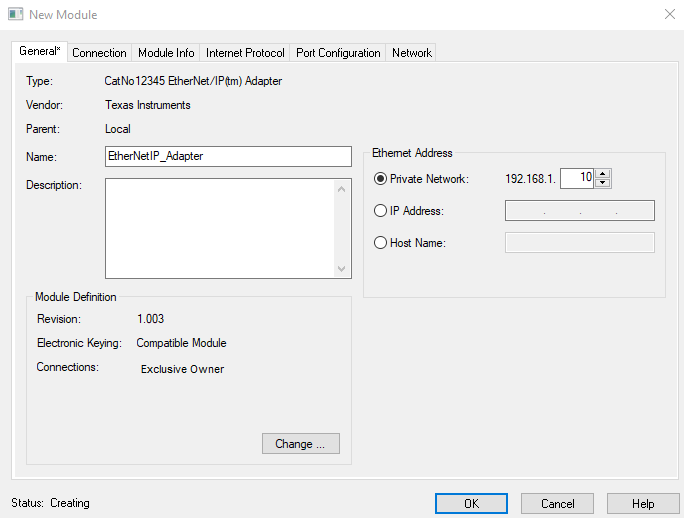 New Module
General* Connection Module Info Internet Protocol Port Configuration Network
Type: CatNo12345 EtherNet/IP(tm) Adapter
Vendor: Texas Instruments
Parent: Local
Name: EtherNetIP_Adapter
Description:
Ethernet Address
Private Network: 192.168.1. 10
IP Address: . . .
Host Name:
Module Definition
Revision: 1.003
Electronic Keying: Compatible Module
Connections: Exclusive Owner
Change ...
Status: Creating
OK Cancel Help